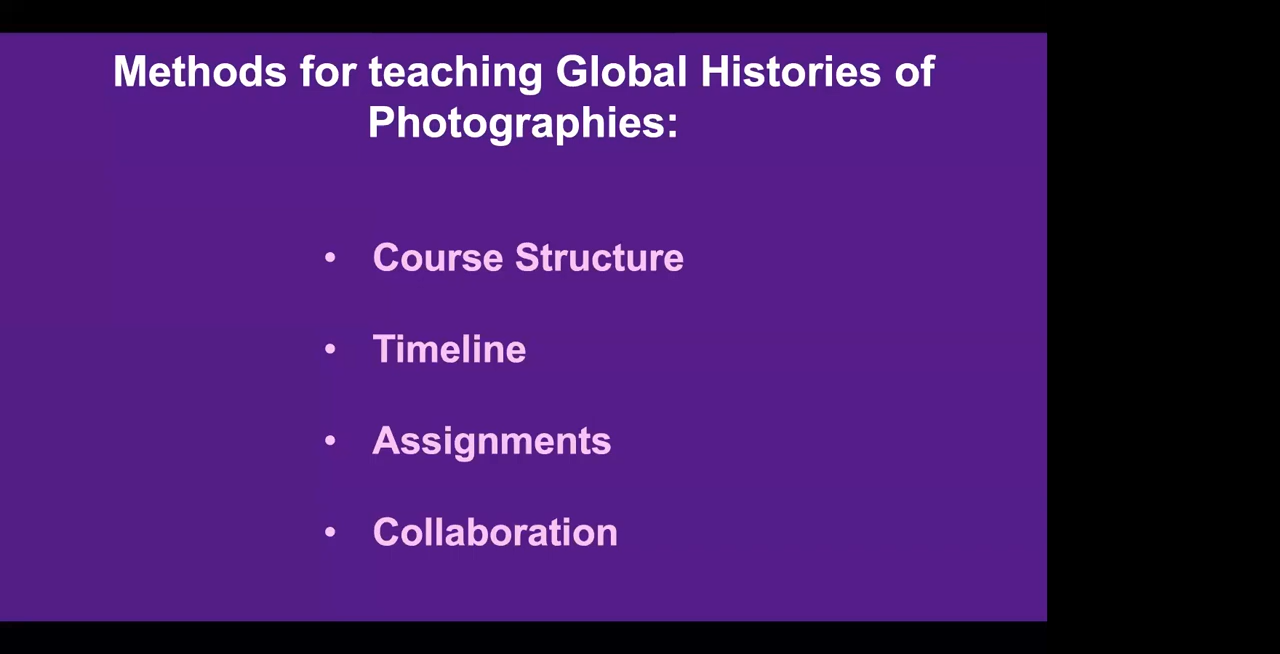 Methods for teaching Global Histories of
Photographies:
• Course Structure
• Timeline
• Assignments
• Collaboration